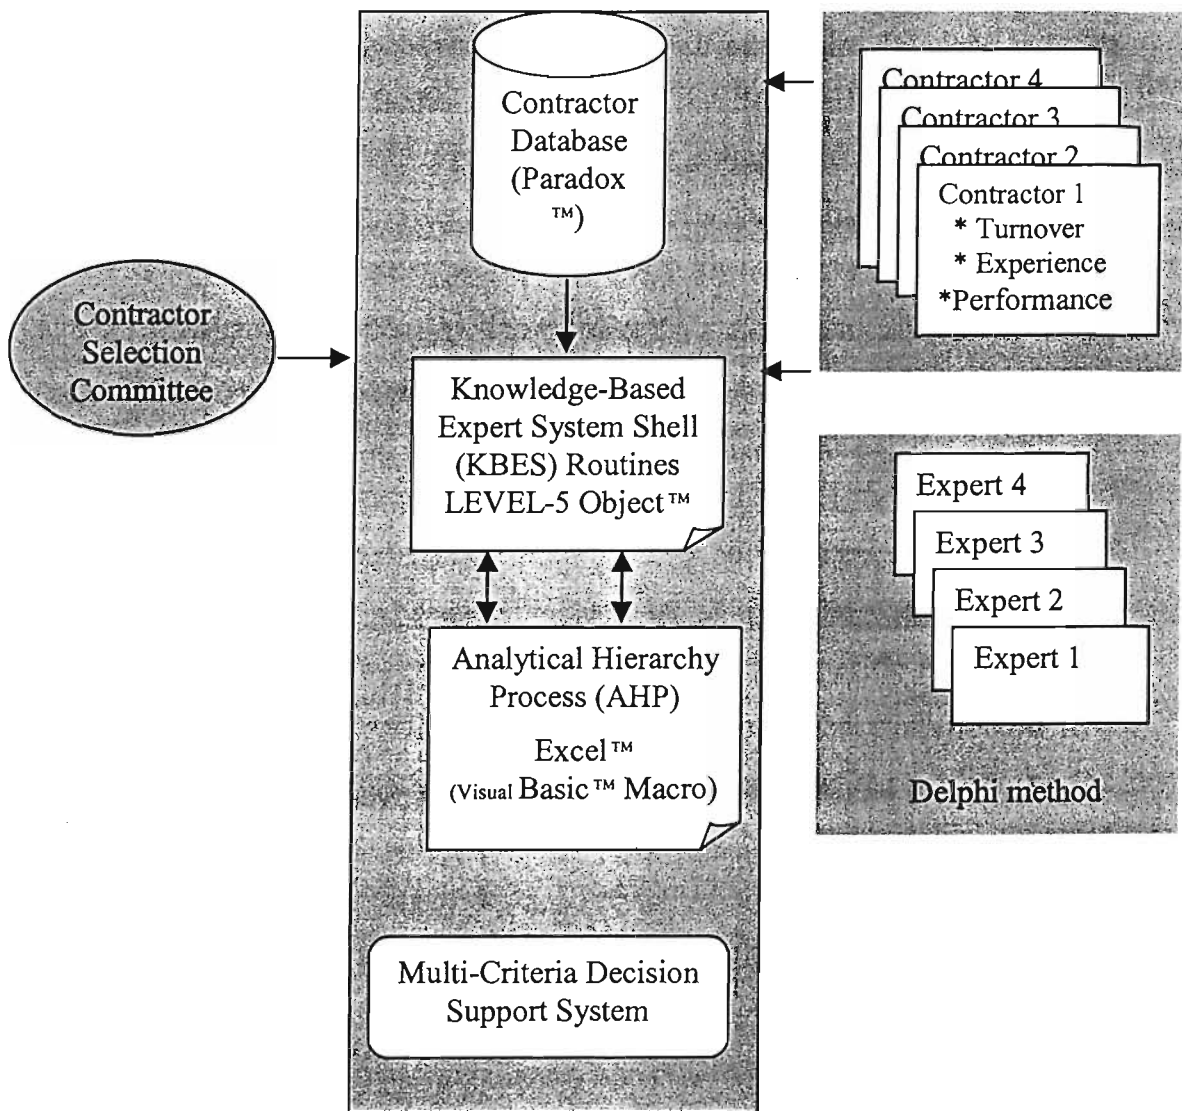 Contractor
Database
(Paradox
™)
Contractor 4
Contractor 3
Contractor 2
Contractor 1
* Turnover
* Experience
*Performance
Contractor
Selection
Committee
Knowledge-Based
Expert System Shell
(KBES) Routines
LEVEL-5 Object™
Expert 4
Expert 3
Expert 2
Expert 1
Delphi method
Analytical Hierarchy
Process (AHP)
Excel™
(Visual Basic™ Macro)
Multi-Criteria Decision
Support System